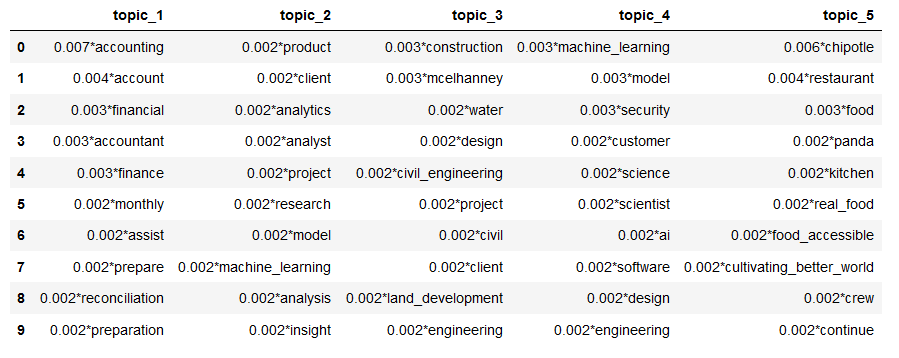 topic_1 topic_2 topic_3 topic_4 topic_5
0 0.007*accounting 0.002*product 0.003*construction 0.003*machine_learning 0.006*chipotle
1 0.004*account 0.002*client 0.003*mcelhanney 0.003*model 0.004*restaurant
2 0.003*financial 0.002*analytics 0.002*water 0.003*security 0.003*food
3 0.003*accountant 0.002*analyst 0.002*design 0.002*customer 0.002*panda
4 0.003*finance 0.002*project 0.002*civil_engineering 0.002*science 0.002*kitchen
5 0.002*monthly 0.002*research 0.002*project 0.002*scientist 0.002*real_food
6 0.002*assist 0.002*model 0.002*civil 0.002*ai 0.002*food_accessible
7 0.002*prepare 0.002*machine_learning 0.002*client 0.002*software 0.002*cultivating_better_world
8 0.002*reconciliation 0.002*analysis 0.002*land_development 0.002*design 0.002*crew
9 0.002*preparation 0.002*insight 0.002*engineering 0.002*engineering 0.002*continue